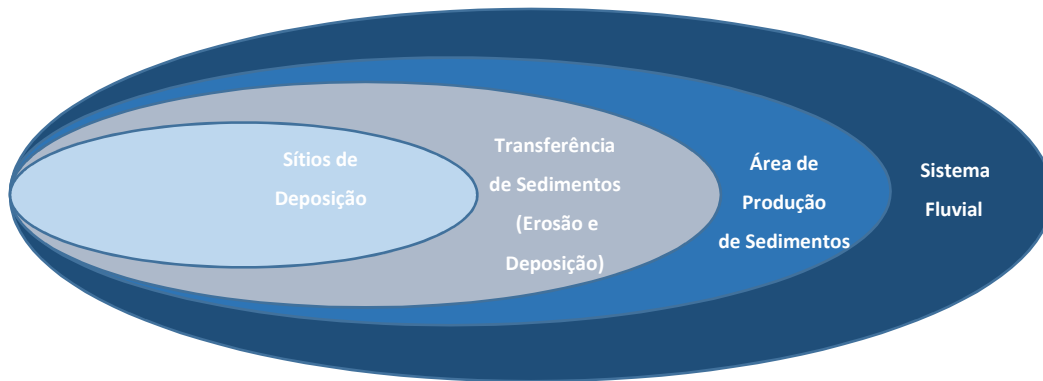 Sítios de
Deposição
Transferência
de Sedimentos
(Erosão e
Deposição)
Área de
Produção
de Sedimentos
Sistema
Fluvial